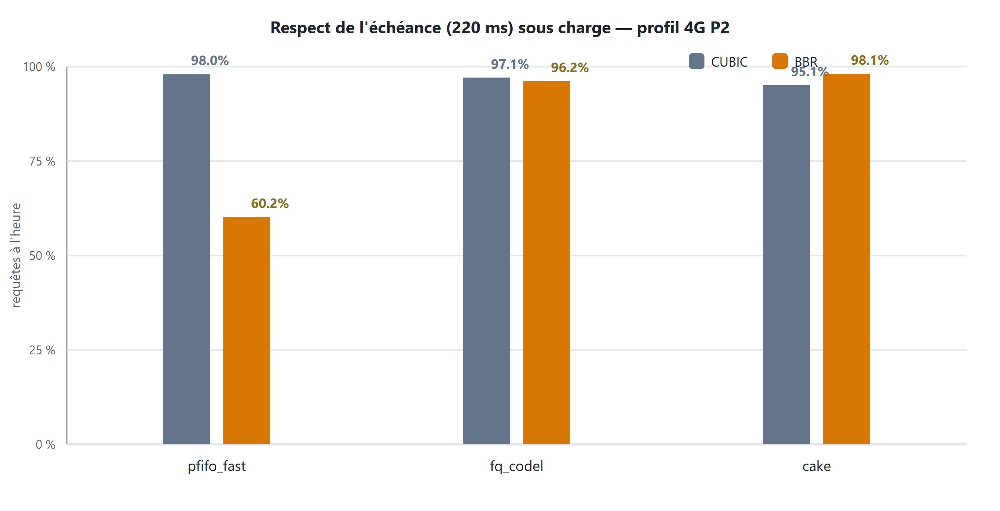 Respect de l'échéance (220 ms) sous charge — profil 4G P2
CUBIC
BBR
100 %
75 %
50 %
25 %
0 %
requêtes à l'heure
98.0%
60.2%
97.1%
96.2%
95.1%
98.1%
pfifo_fast
fq_codel
cake